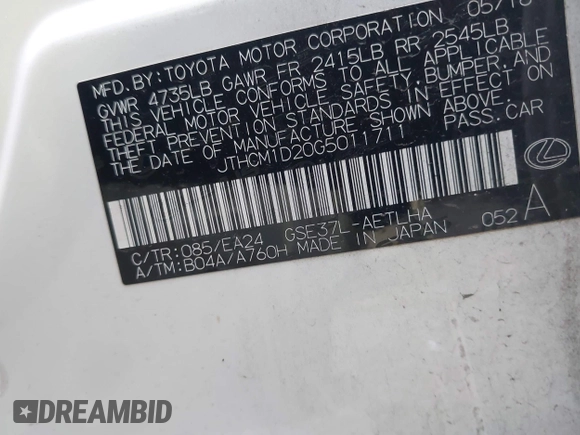 MFD. BY: TOYOTA MOTOR CORPORATION 05/16
GVWR 4735LB GAWR FR 2415LB RR 2545LB
THIS VEHICLE CONFORMS TO ALL APPLICABLE
FEDERAL MOTOR VEHICLE SAFETY, BUMPER, AND
THEFT PREVENTION STANDARDS IN EFFECT ON
THE DATE OF MANUFACTURE SHOWN ABOVE.
JTHCM1D20G5011711 PASS. CAR
C/TR: 085/EA24 GSE37L-AETLHA 052 A
A/TM: B04A/A760H MADE IN JAPAN
DREAMBID